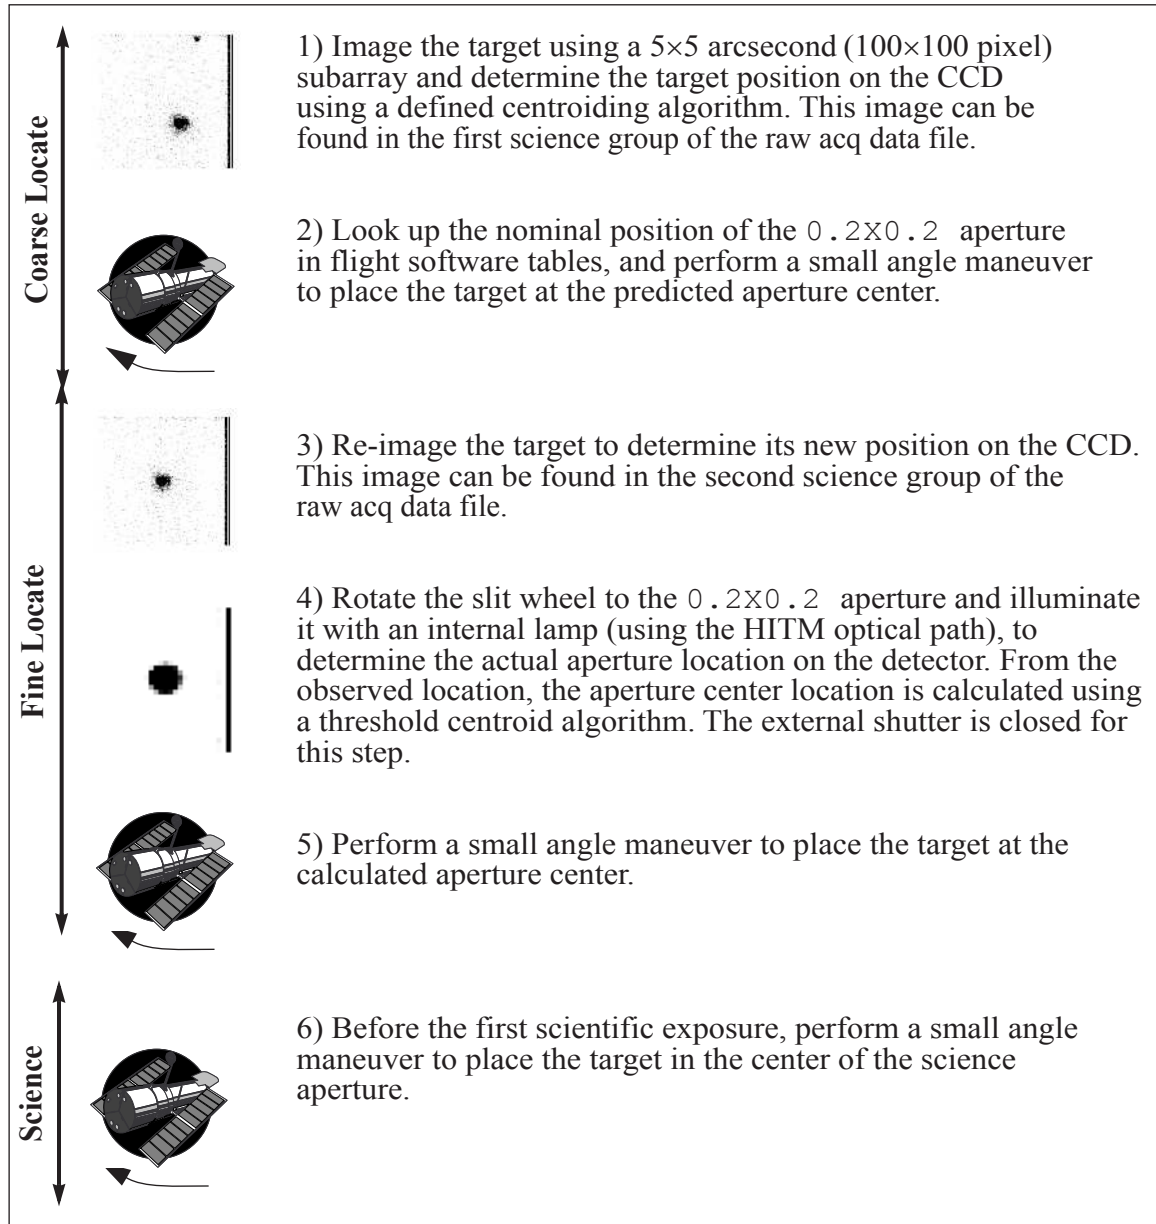 Coarse Locate
1) Image the target using a 5×5 arcsecond (100×100 pixel)
subarray and determine the target position on the CCD
using a defined centroiding algorithm. This image can be
found in the first science group of the raw acq data file.
2) Look up the nominal position of the 0.2X0.2 aperture
in flight software tables, and perform a small angle maneuver
to place the target at the predicted aperture center.
Fine Locate
3) Re-image the target to determine its new position on the CCD.
This image can be found in the second science group of the
raw acq data file.
4) Rotate the slit wheel to the 0.2X0.2 aperture and illuminate
it with an internal lamp (using the HITM optical path), to
determine the actual aperture location on the detector. From the
observed location, the aperture center location is calculated using
a threshold centroid algorithm. The external shutter is closed for
this step.
5) Perform a small angle maneuver to place the target at the
calculated aperture center.
Science
6) Before the first scientific exposure, perform a small angle
maneuver to place the target in the center of the science
aperture.